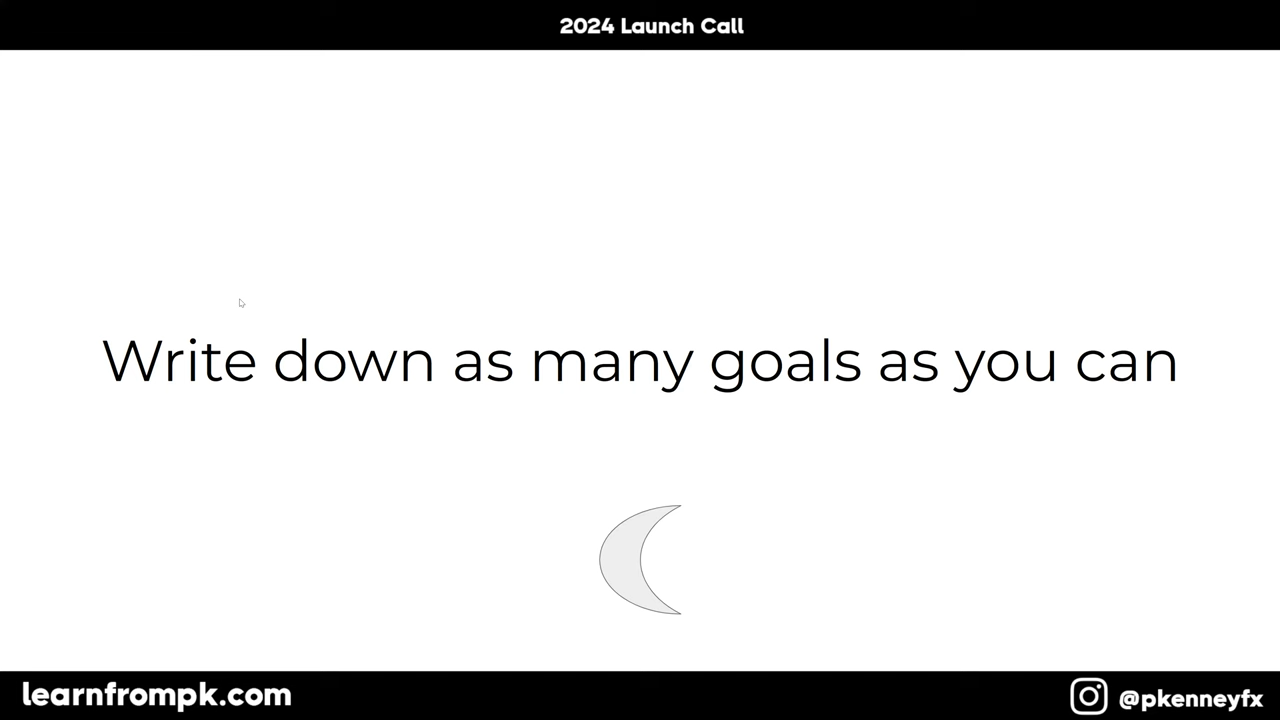 2024 Launch Call
Write down as many goals as you can
learnfrompk.com
@pkenneyfx